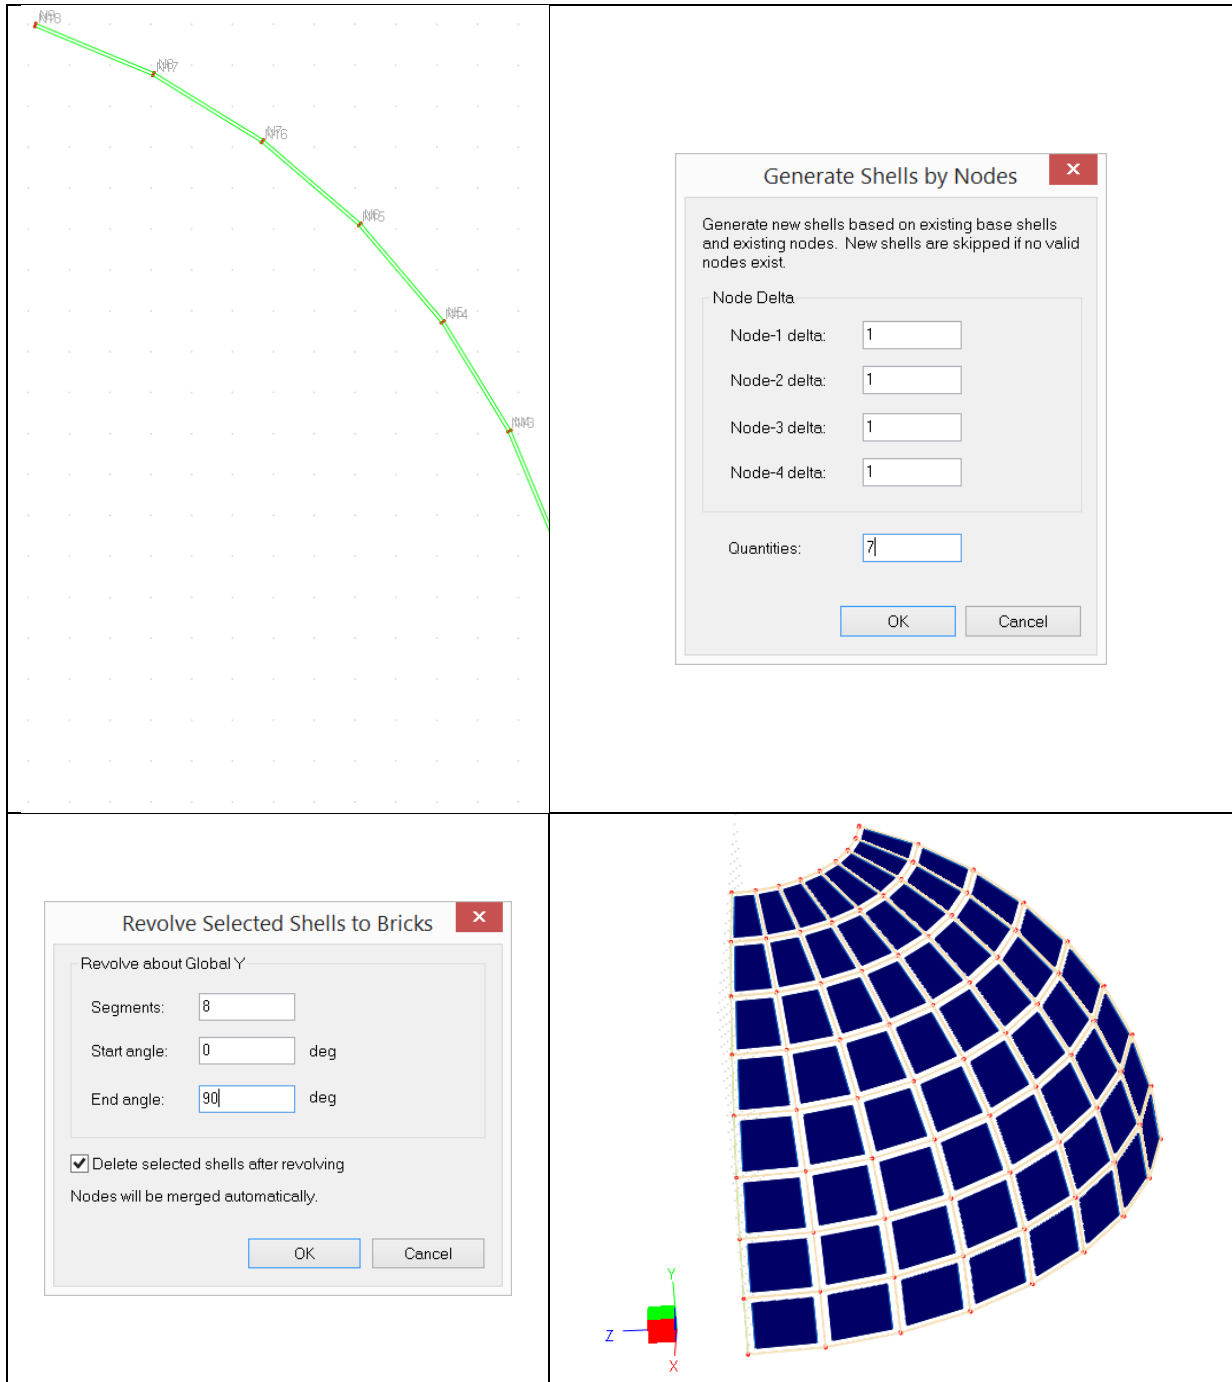 Generate Shells by Nodes
Generate new shells based on existing base shells
and existing nodes. New shells are skipped if no valid
nodes exist.
Node Delta
Node-1 delta: 1
Node-2 delta: 1
Node-3 delta: 1
Node-4 delta: 1
Quantities: 7
OK Cancel
Revolve Selected Shells to Bricks
Revolve about Global Y
Segments: 8
Start angle: 0 deg
End angle: 90 deg
Delete selected shells after revolving
Nodes will be merged automatically.
OK Cancel
Y
Z
X